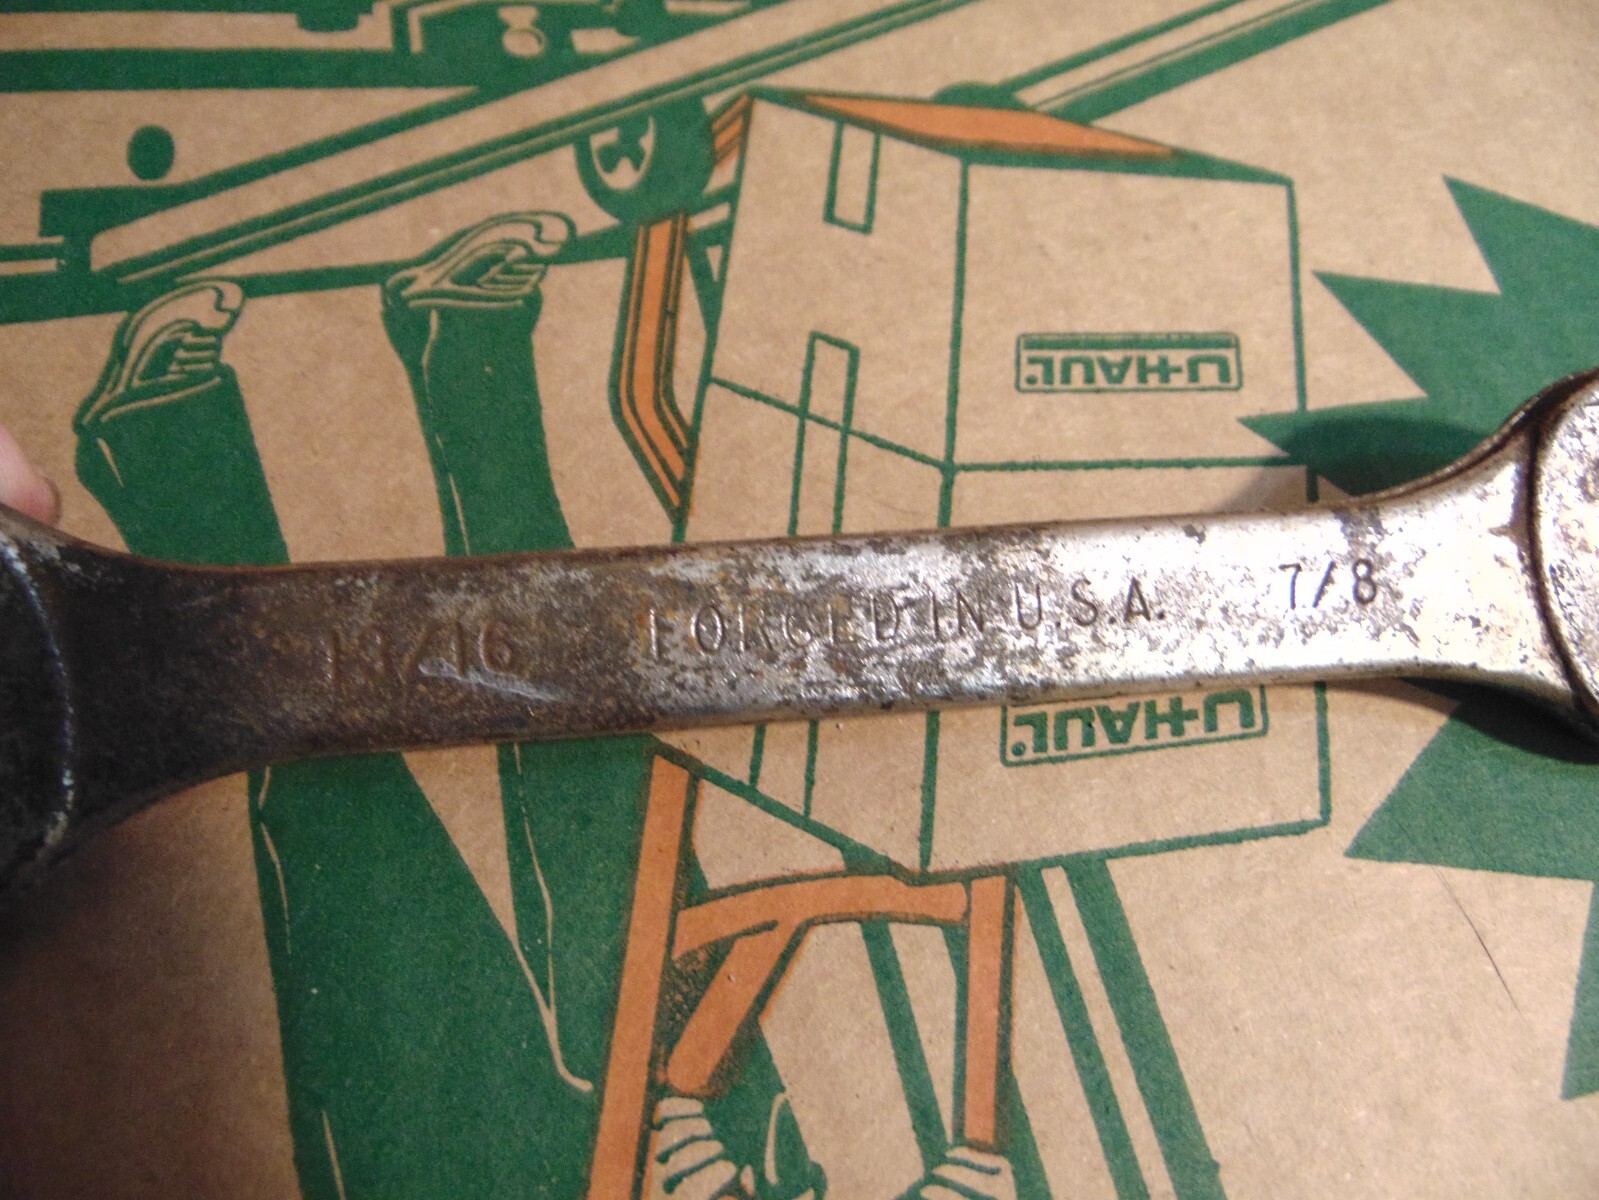 U-HAUL®
13/16 FORGED IN U.S.A. 7/8
U-HAUL®